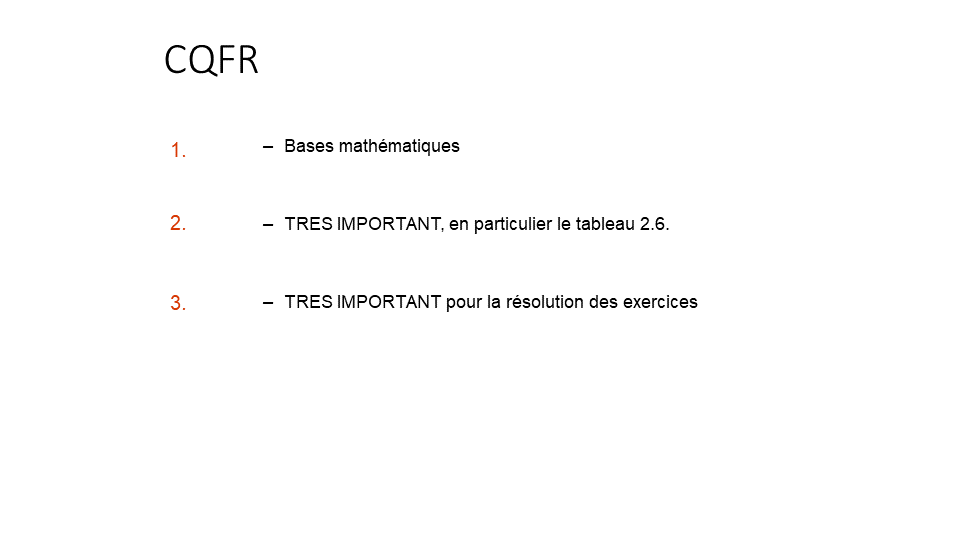 CQFR
1. – Bases mathématiques
2. – TRES IMPORTANT, en particulier le tableau 2.6.
3. – TRES IMPORTANT pour la résolution des exercices